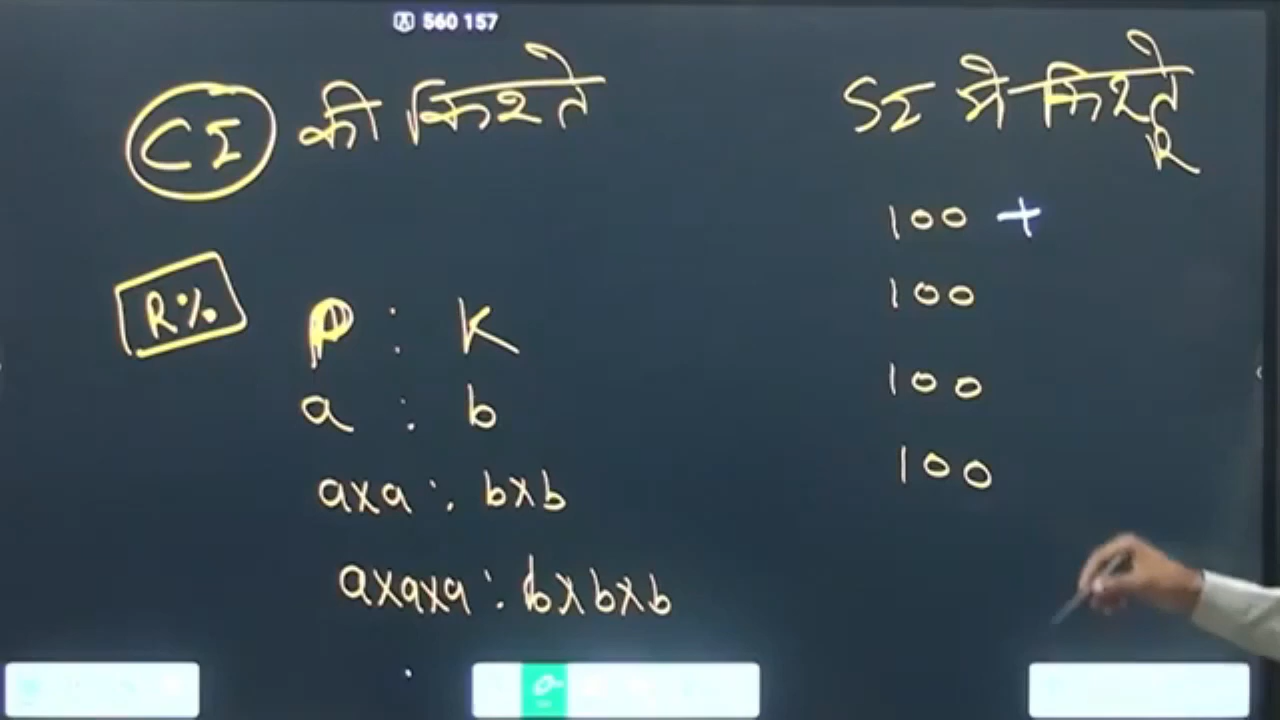 560 157
CI की किश्ते
R%
P : K
a : b
axa : bxb
axaxa : bxbxb
SI मे किश्ते
R
100 +
100
100
100